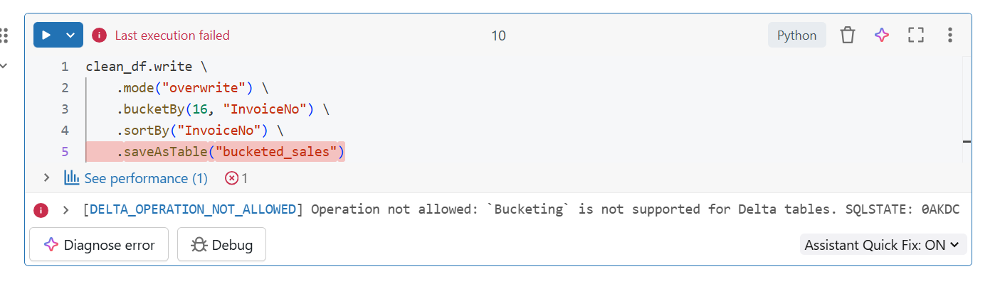 Last execution failed
10
Python
1 clean_df.write \
2     .mode("overwrite") \
3     .bucketBy(16, "InvoiceNo") \
4     .sortBy("InvoiceNo") \
5     .saveAsTable("bucketed_sales")
See performance (1) 1
[DELTA_OPERATION_NOT_ALLOWED] Operation not allowed: `Bucketing` is not supported for Delta tables. SQLSTATE: 0AKDC
Diagnose error Debug Assistant Quick Fix: ON